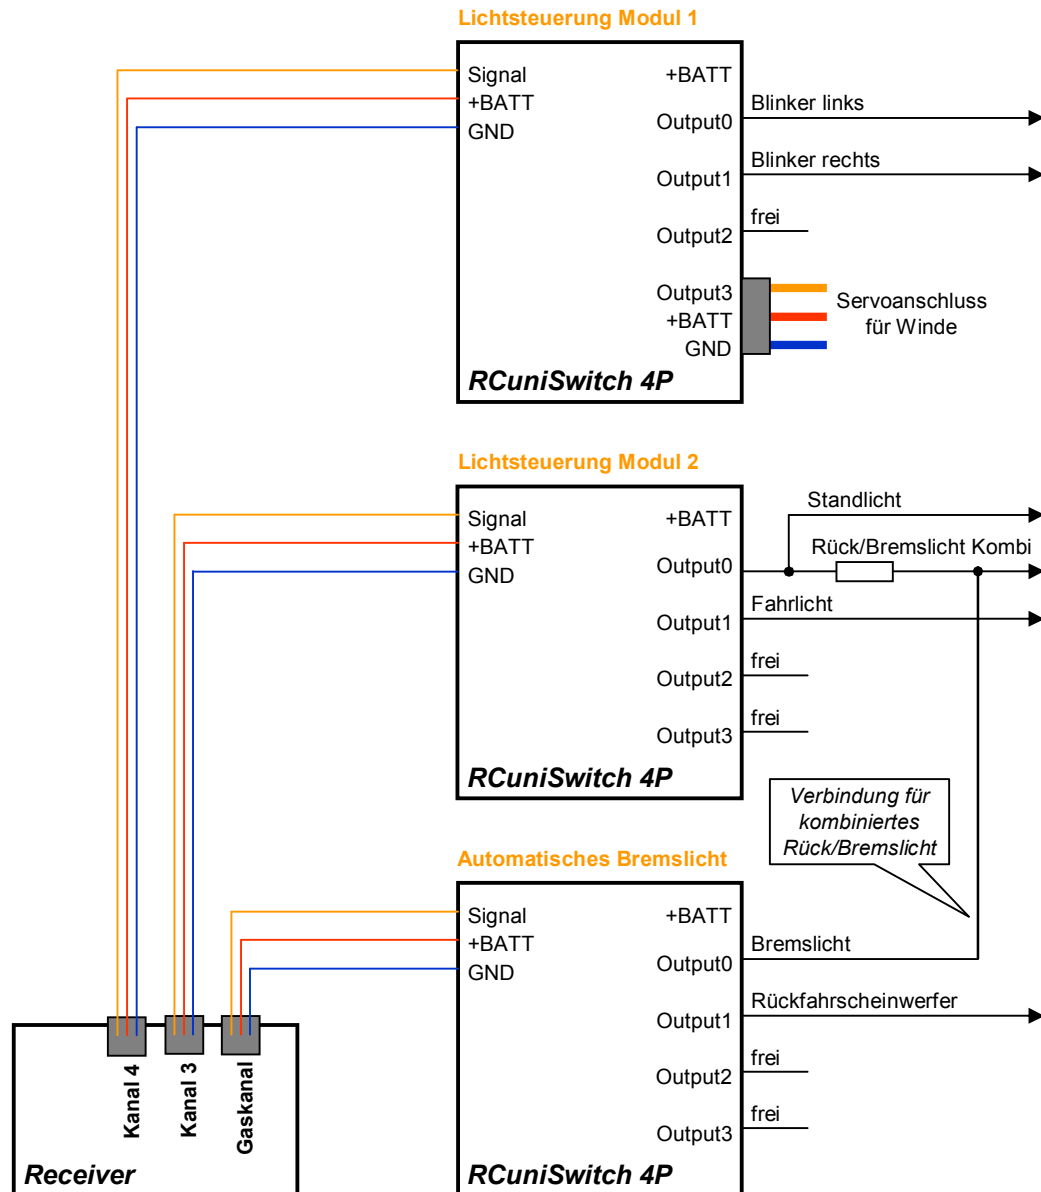 Lichtsteuerung Modul 1
Signal
+BATT
GND
+BATT
Output0
Output1
Output2
Output3
+BATT
GND
RCuniSwitch 4P
Blinker links
Blinker rechts
frei
Servoanschluss
für Winde
Lichtsteuerung Modul 2
Signal
+BATT
GND
+BATT
Output0
Output1
Output2
Output3
RCuniSwitch 4P
Standlicht
Rück/Bremslicht Kombi
Fahrlicht
frei
frei
Verbindung für
kombiniertes
Rück/Bremslicht
Automatisches Bremslicht
Signal
+BATT
GND
+BATT
Output0
Output1
Output2
Output3
RCuniSwitch 4P
Bremslicht
Rückfahrscheinwerfer
frei
frei
Kanal 4
Kanal 3
Gaskanal
Receiver